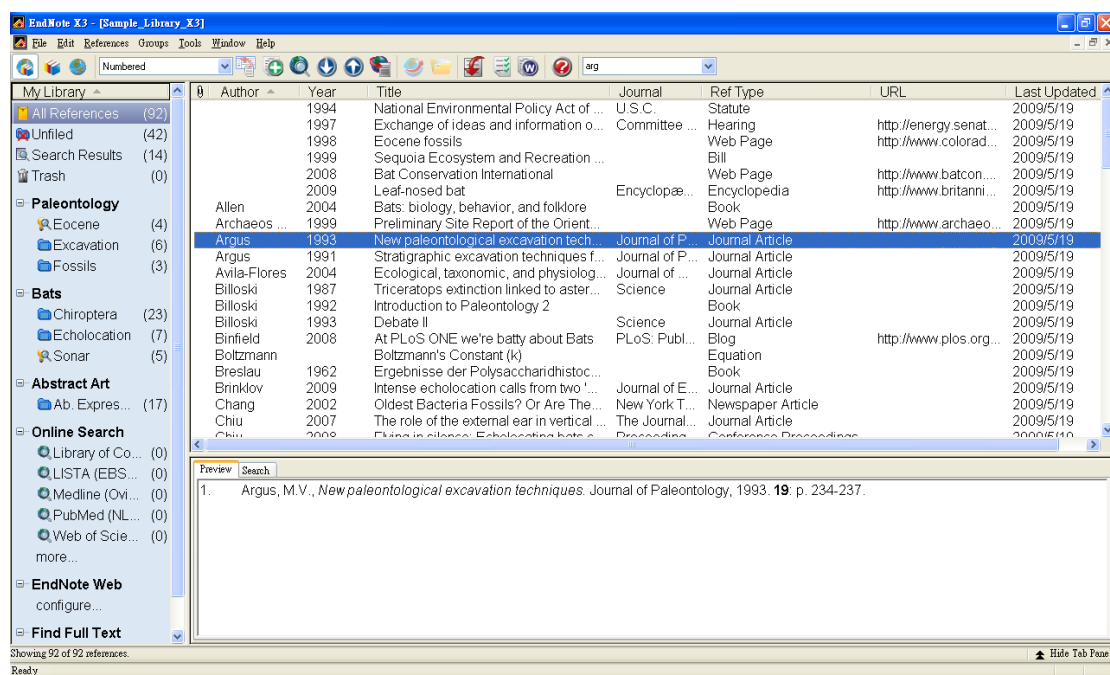 EndNote X3 - [Sample_Library_X3]
File Edit References Groups Tools Window Help
Numbered arg
My Library
All References (92)
Unfiled (42)
Search Results (14)
Trash (0)
Paleontology
Eocene (4)
Excavation (6)
Fossils (3)
Bats
Chiroptera (23)
Echolocation (7)
Sonar (5)
Abstract Art
Ab. Expres... (17)
Online Search
Library of Co... (0)
LISTA (EBS... (0)
Medline (Ovi... (0)
PubMed (NL... (0)
Web of Scie... (0)
more...
EndNote Web
configure...
Find Full Text
Author Year Title Journal Ref Type URL Last Updated
1994 National Environmental Policy Act of ... U.S.C. Statute 2009/5/19
1997 Exchange of ideas and information o... Committee ... Hearing http://energy.senat... 2009/5/19
1998 Eocene fossils Web Page http://www.colorad... 2009/5/19
1999 Sequoia Ecosystem and Recreation ... Bill 2009/5/19
2008 Bat Conservation International Web Page http://www.batcon.... 2009/5/19
2009 Leaf-nosed bat Encyclopæ... Encyclopedia http://www.britanni... 2009/5/19
Allen 2004 Bats: biology, behavior, and folklore Book 2009/5/19
Archaeos ... 1999 Preliminary Site Report of the Orient... Web Page http://www.archaeo... 2009/5/19
Argus 1993 New paleontological excavation tech... Journal of P... Journal Article 2009/5/19
Argus 1991 Stratigraphic excavation techniques f... Journal of P... Journal Article 2009/5/19
Avila-Flores 2004 Ecological, taxonomic, and physiolog... Journal of ... Journal Article 2009/5/19
Billoski 1987 Triceratops extinction linked to aster... Science Journal Article 2009/5/19
Billoski 1992 Introduction to Paleontology 2 Book 2009/5/19
Billoski 1993 Debate II Science Journal Article 2009/5/19
Binfield 2008 At PLoS ONE we're batty about Bats PLoS: Publ... Blog http://www.plos.org... 2009/5/19
Boltzmann Boltzmann's Constant (k) Equation 2009/5/19
Breslau 1962 Ergebnisse der Polysaccharidhistoc... Book 2009/5/19
Brinklov 2009 Intense echolocation calls from two '... Journal of E... Journal Article 2009/5/19
Chang 2002 Oldest Bacteria Fossils? Or Are The... New York T... Newspaper Article 2009/5/19
Chiu 2007 The role of the external ear in vertical ... The Journal... Journal Article 2009/5/19
Chiu 2008 Flying in silence: Echolocating bats c... Proceeding... Conference Proceedings 2009/5/19
Preview Search
1. Argus, M.V., New paleontological excavation techniques. Journal of Paleontology, 1993. 19: p. 234-237.
Showing 92 of 92 references. Hide Tab Pane
Ready